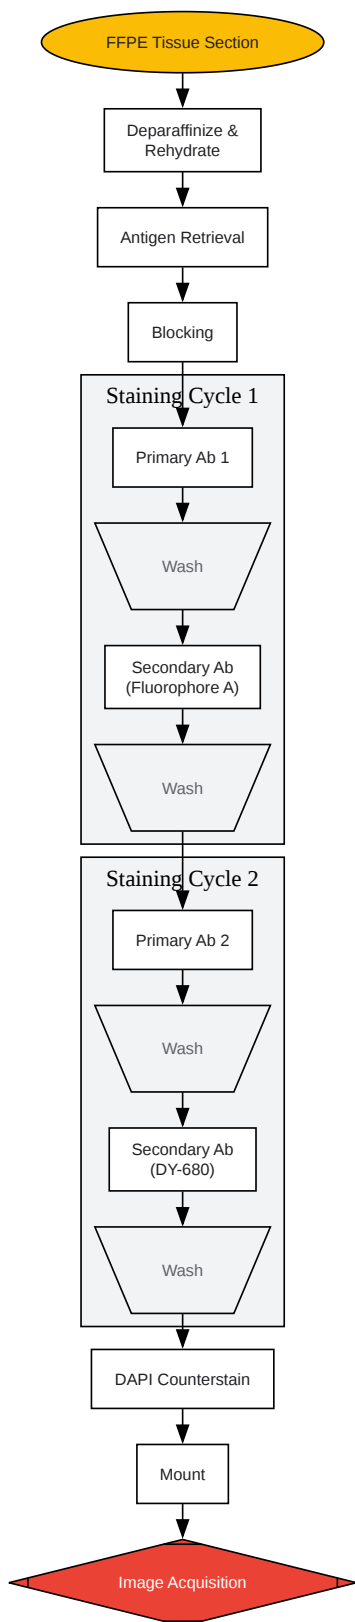 FFPE Tissue Section
Deparaffinize &
Rehydrate
Antigen Retrieval
Blocking
Staining Cycle 1
Primary Ab 1
Wash
Secondary Ab
(Fluorophore A)
Wash
Staining Cycle 2
Primary Ab 2
Wash
Secondary Ab
(DY-680)
Wash
DAPI Counterstain
Mount
Image Acquisition